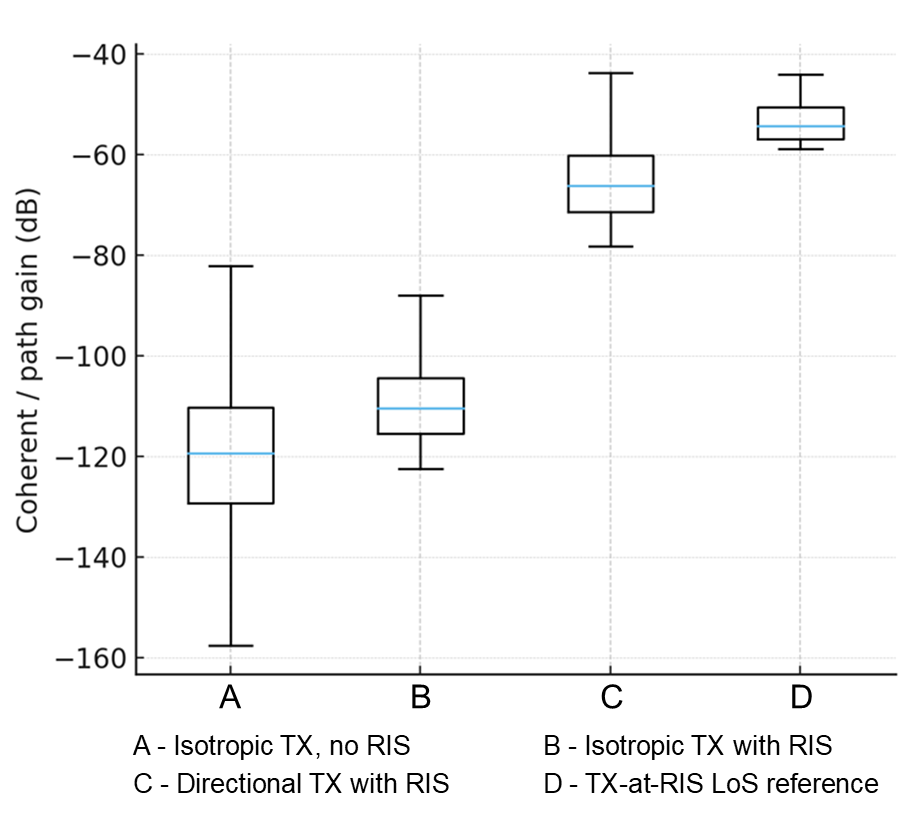 Coherent / path gain (dB)
−40
−60
−80
−100
−120
−140
−160
A B C D
A - Isotropic TX, no RIS B - Isotropic TX with RIS
C - Directional TX with RIS D - TX-at-RIS LoS reference